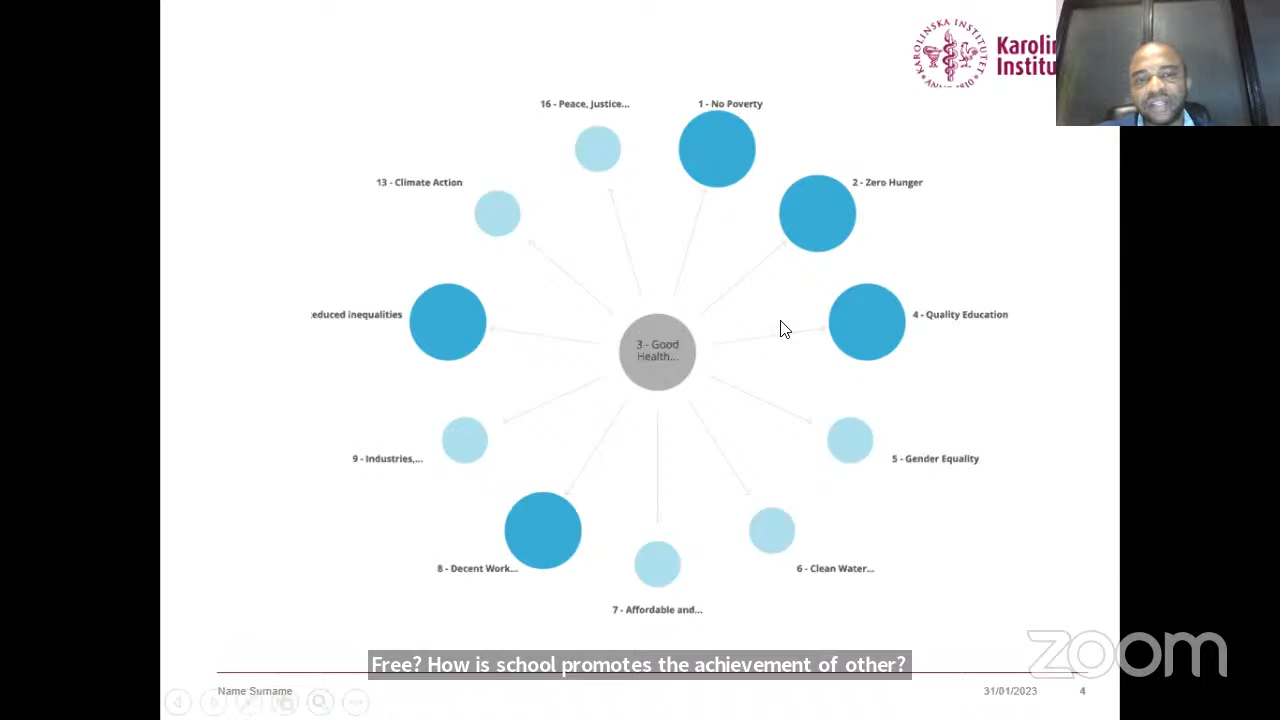 KAROLINSKA INSTITUTET
Karolin
Institu
16 - Peace, Justice...
1 - No Poverty
13 - Climate Action
2 - Zero Hunger
educed inequalities
4 - Quality Education
3 - Good
Health...
9 - Industries,...
5 - Gender Equality
8 - Decent Work...
6 - Clean Water...
7 - Affordable and...
Free? How is school promotes the achievement of other?
zoom
Name Surname
31/01/2023
4